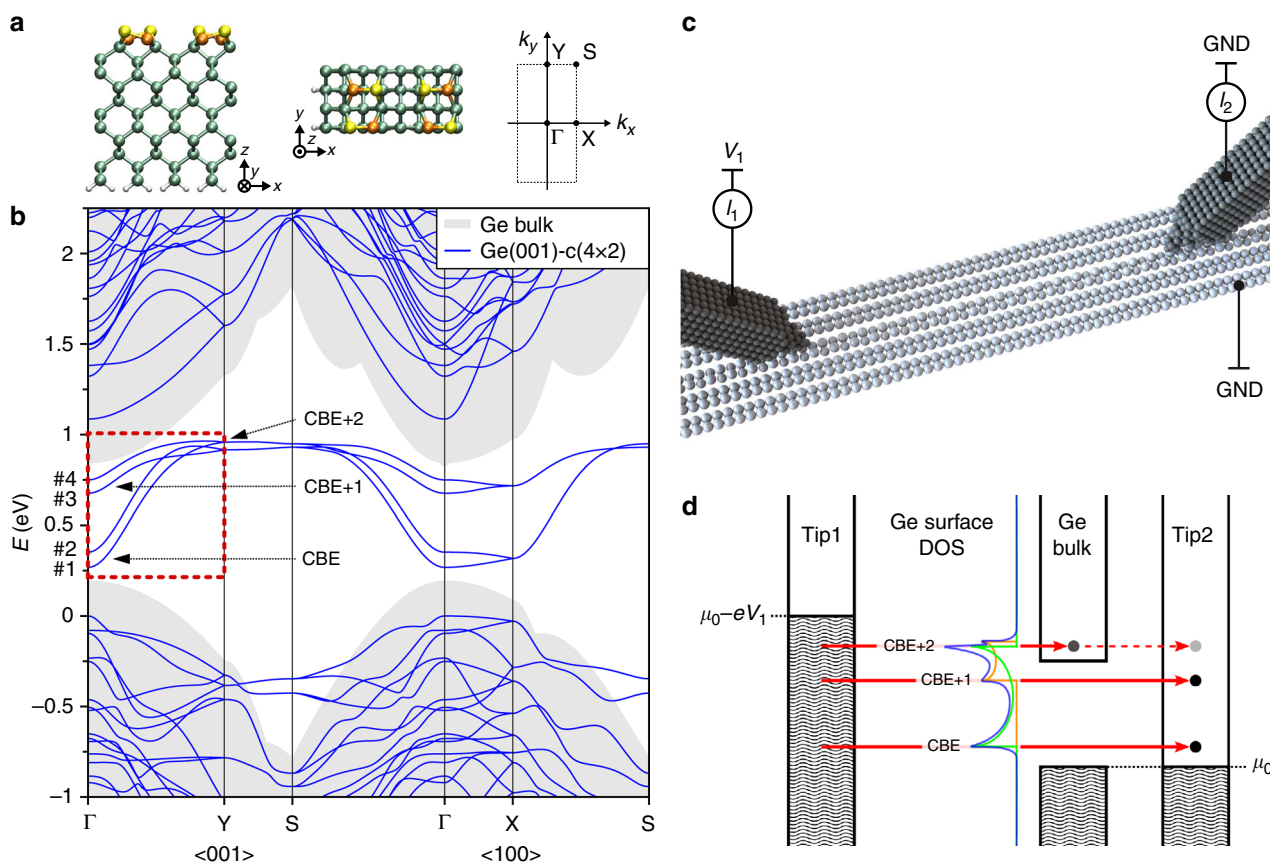 a
z
y
x
y
z
x
k_y
Y
S
Γ
X
k_x
b
Ge bulk
Ge(001)-c(4×2)
E (eV)
2
1.5
1
0.5
0
−0.5
−1
#4
#3
#2
#1
CBE+2
CBE+1
CBE
Γ
Y
S
Γ
X
S
<001>
<100>
c
GND
I_2
V_1
I_1
GND
d
Tip1
Ge surface
DOS
Ge
bulk
Tip2
μ_0−eV_1
CBE+2
CBE+1
CBE
μ_0